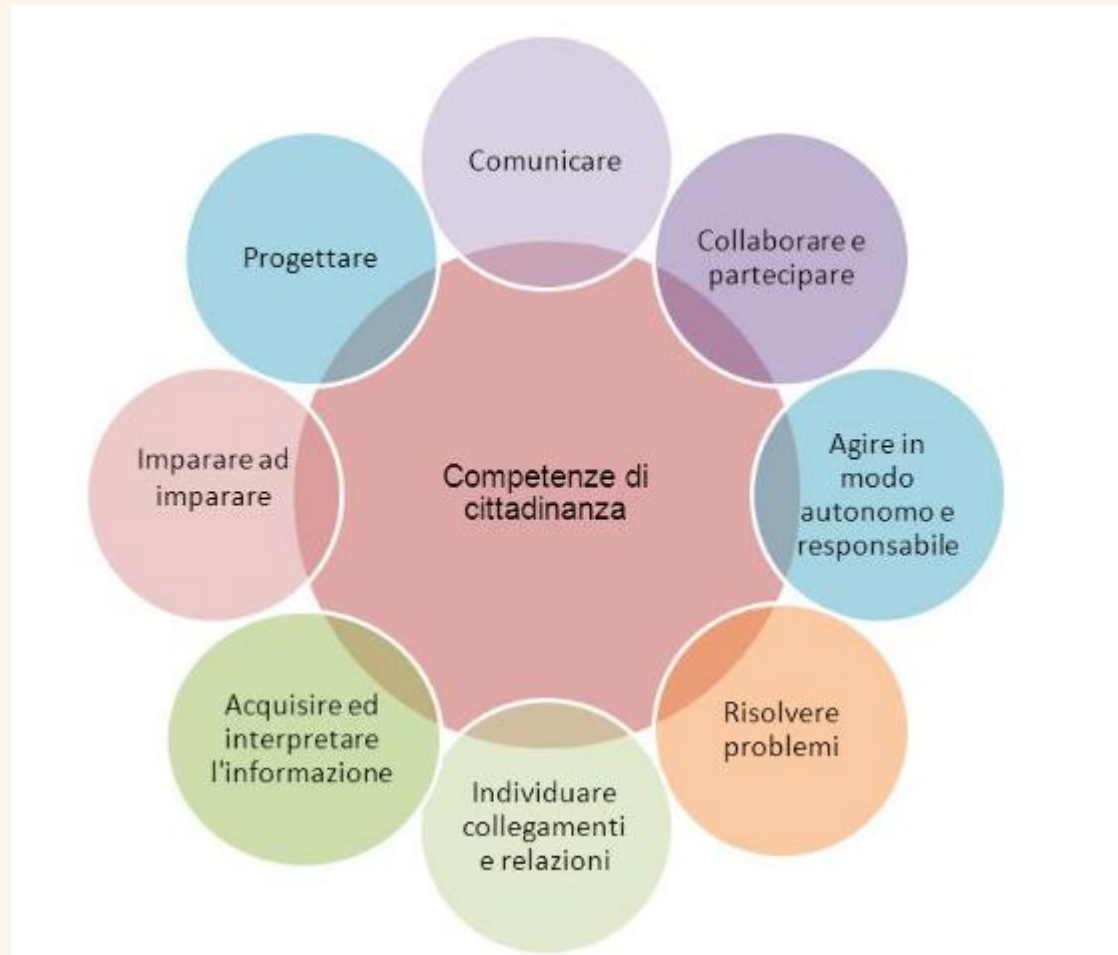 Comunicare
Collaborare e
partecipare
Progettare
Agire in
modo
autonomo e
responsabile
Imparare ad
imparare
Competenze di
cittadinanza
Risolvere
problemi
Acquisire ed
interpretare
l'informazione
Individuare
collegamenti
e relazioni